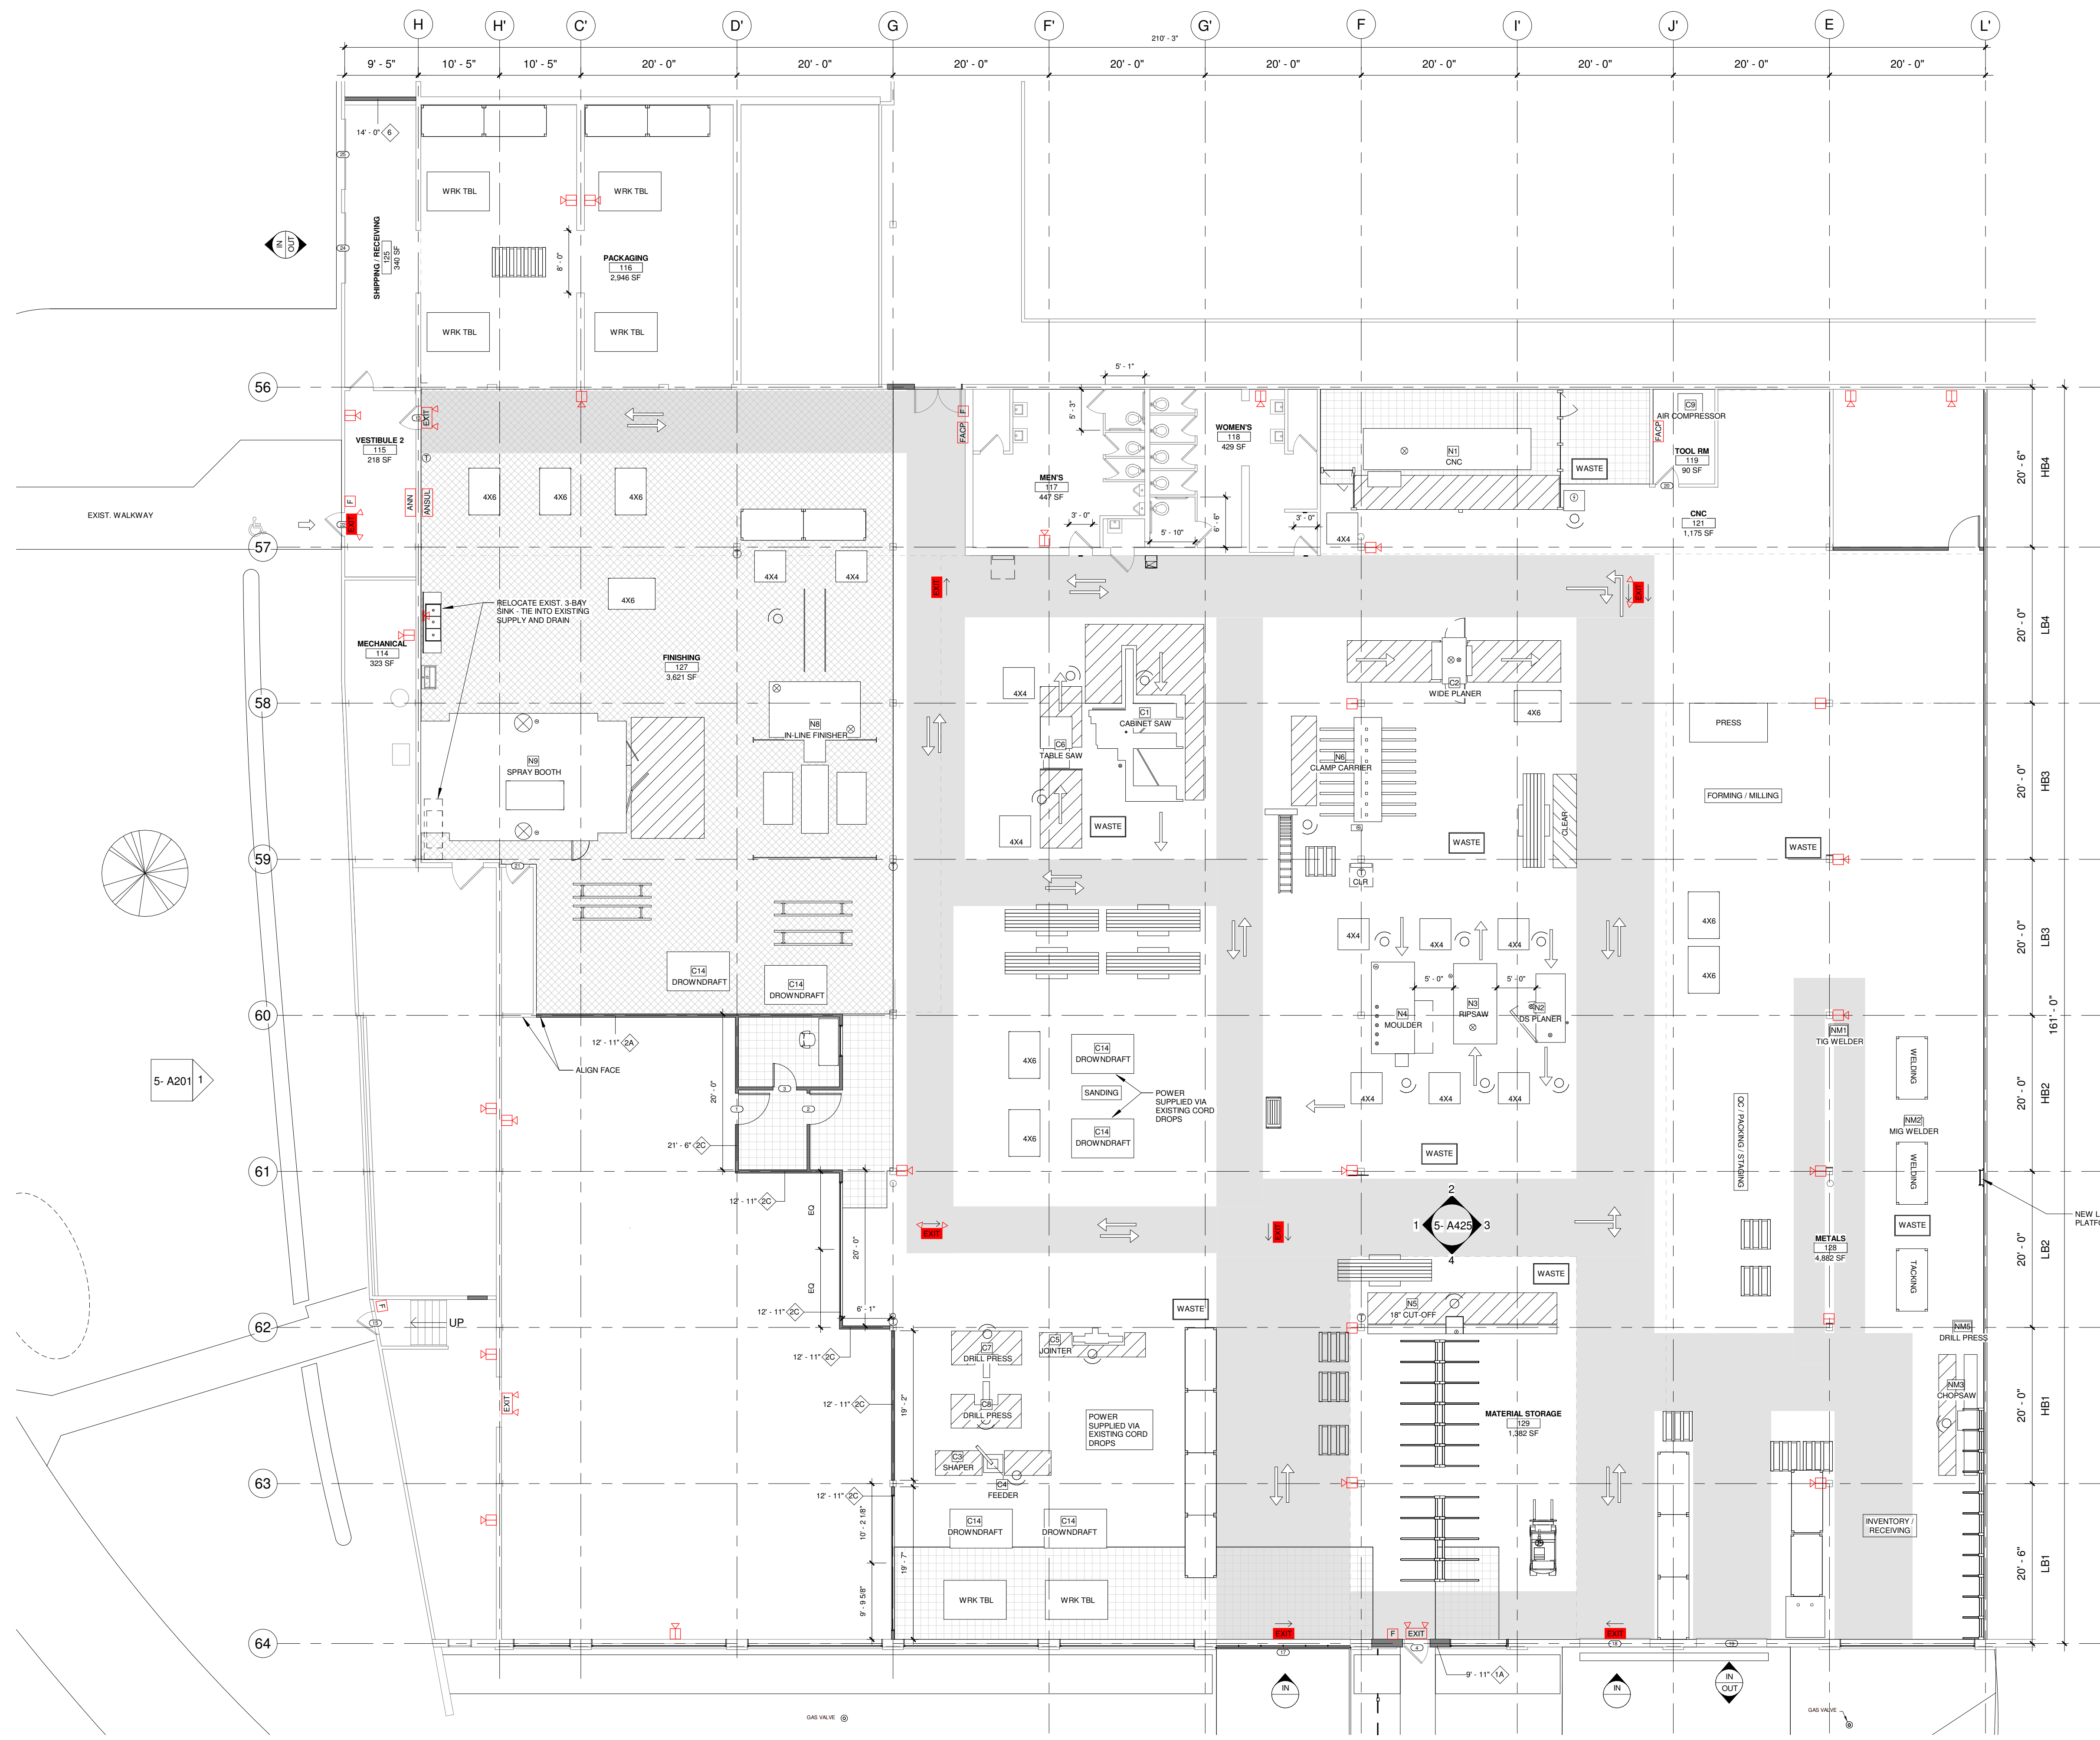 H H' C' D' G F' G' F I' J' E L'
210' - 3"
9' - 5" 10' - 5" 10' - 5" 20' - 0" 20' - 0" 20' - 0" 20' - 0" 20' - 0" 20' - 0" 20' - 0" 20' - 0" 20' - 0"
14' - 0" 6
25
24
IN
OUT
SHIPPING / RECEIVING
125
340 SF
WRK TBL
WRK TBL
8' - 0"
PACKAGING
116
2,946 SF
WRK TBL
WRK TBL
56
VESTIBULE 2
115
218 SF
EXIT
F
EXIT
ANN
ANSUL
T
EXIST. WALKWAY
57
4X6
4X6
4X6
F
FACP
4X4
4X4
4X6
RELOCATE EXIST. 3-BAY
SINK - TIE INTO EXISTING
SUPPLY AND DRAIN
MECHANICAL
114
323 SF
FINISHING
127
3,621 SF
58
N8
IN-LINE FINISHER
N9
SPRAY BOOTH
59
21
C14
DROWNDRAFT
C14
DROWNDRAFT
60
12' - 11" 2A
ALIGN FACE
5- A201 1
3
1
2
20' - 0"
21' - 6" 2C
61
12' - 11" 2C
EQ
EQ
20' - 0"
12' - 11" 2C
6' - 1"
62
F
15
UP
12' - 11" 2C
12' - 11" 2C
19' - 2"
EXIT
63
12' - 11" 2C
10' - 2 1/8"
9' - 9 5/8"
19' - 7"
64
GAS VALVE
5' - 1"
5' - 3"
MEN'S
117
447 SF
WOMEN'S
118
429 SF
3' - 0"
5' - 10"
6' - 6"
3' - 0"
N1
CNC
WASTE
4X4
C9
AIR COMPRESSOR
FACP
TOOL RM
119
90 SF
20
CNC
121
1,175 SF
EXIT
EXIT
4X4
C1
CABINET SAW
C6
TABLE SAW
4X4
WASTE
C2
WIDE PLANER
4X6
N6
CLAMP CARRIER
WASTE
CLEAR
T
CLR
PRESS
FORMING / MILLING
WASTE
4X4
4X4
4X4
4X6
4X6
5' - 0"
5' - 0"
N4
MOULDER
N3
RIPSAW
N2
DS PLANER
4X4
4X4
4X4
WASTE
4X6
C14
DROWNDRAFT
SANDING
C14
DROWNDRAFT
4X6
POWER
SUPPLIED VIA
EXISTING CORD
DROPS
NM1
TIG WELDER
WELDING
NM2
MIG WELDER
WELDING
QC / PACKING / STAGING
WASTE
TACKING
METALS
128
4,882 SF
NEW L
PLATF
EXIT
EXIT
2
1 5- A425 3
4
WASTE
N5
18" CUT-OFF
WASTE
C7
DRILL PRESS
C5
JOINTER
C8
DRILL PRESS
C3
SHAPER
C4
FEEDER
POWER
SUPPLIED VIA
EXISTING CORD
DROPS
C14
DROWNDRAFT
C14
DROWNDRAFT
WRK TBL
WRK TBL
MATERIAL STORAGE
129
1,382 SF
NM5
DRILL PRESS
NM3
CHOPSAW
INVENTORY /
RECEIVING
EXIT
F
EXIT
EXIT
17
4
18
19
9' - 11" 1A
IN
IN
IN
OUT
GAS VALVE
20' - 6" HB4
20' - 0" LB4
20' - 0" HB3
20' - 0" LB3
161' - 0"
20' - 0" HB2
20' - 0" LB2
20' - 0" HB1
20' - 6" LB1